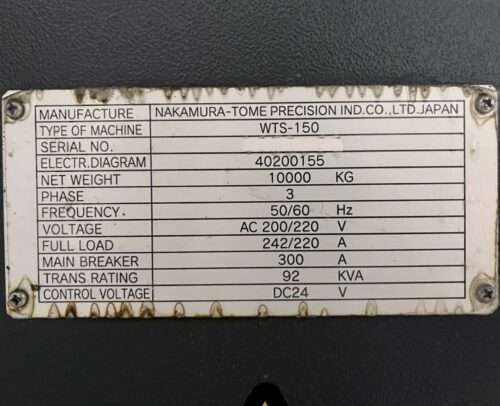 MANUFACTURE NAKAMURA-TOME PRECISION IND.CO.,LTD.JAPAN
TYPE OF MACHINE WTS-150
SERIAL NO.
ELECTR.DIAGRAM 40200155
NET WEIGHT 10000 KG
PHASE 3
FREQUENCY 50/60 Hz
VOLTAGE AC 200/220 V
FULL LOAD 242/220 A
MAIN BREAKER 300 A
TRANS RATING 92 KVA
CONTROL VOLTAGE DC24 V